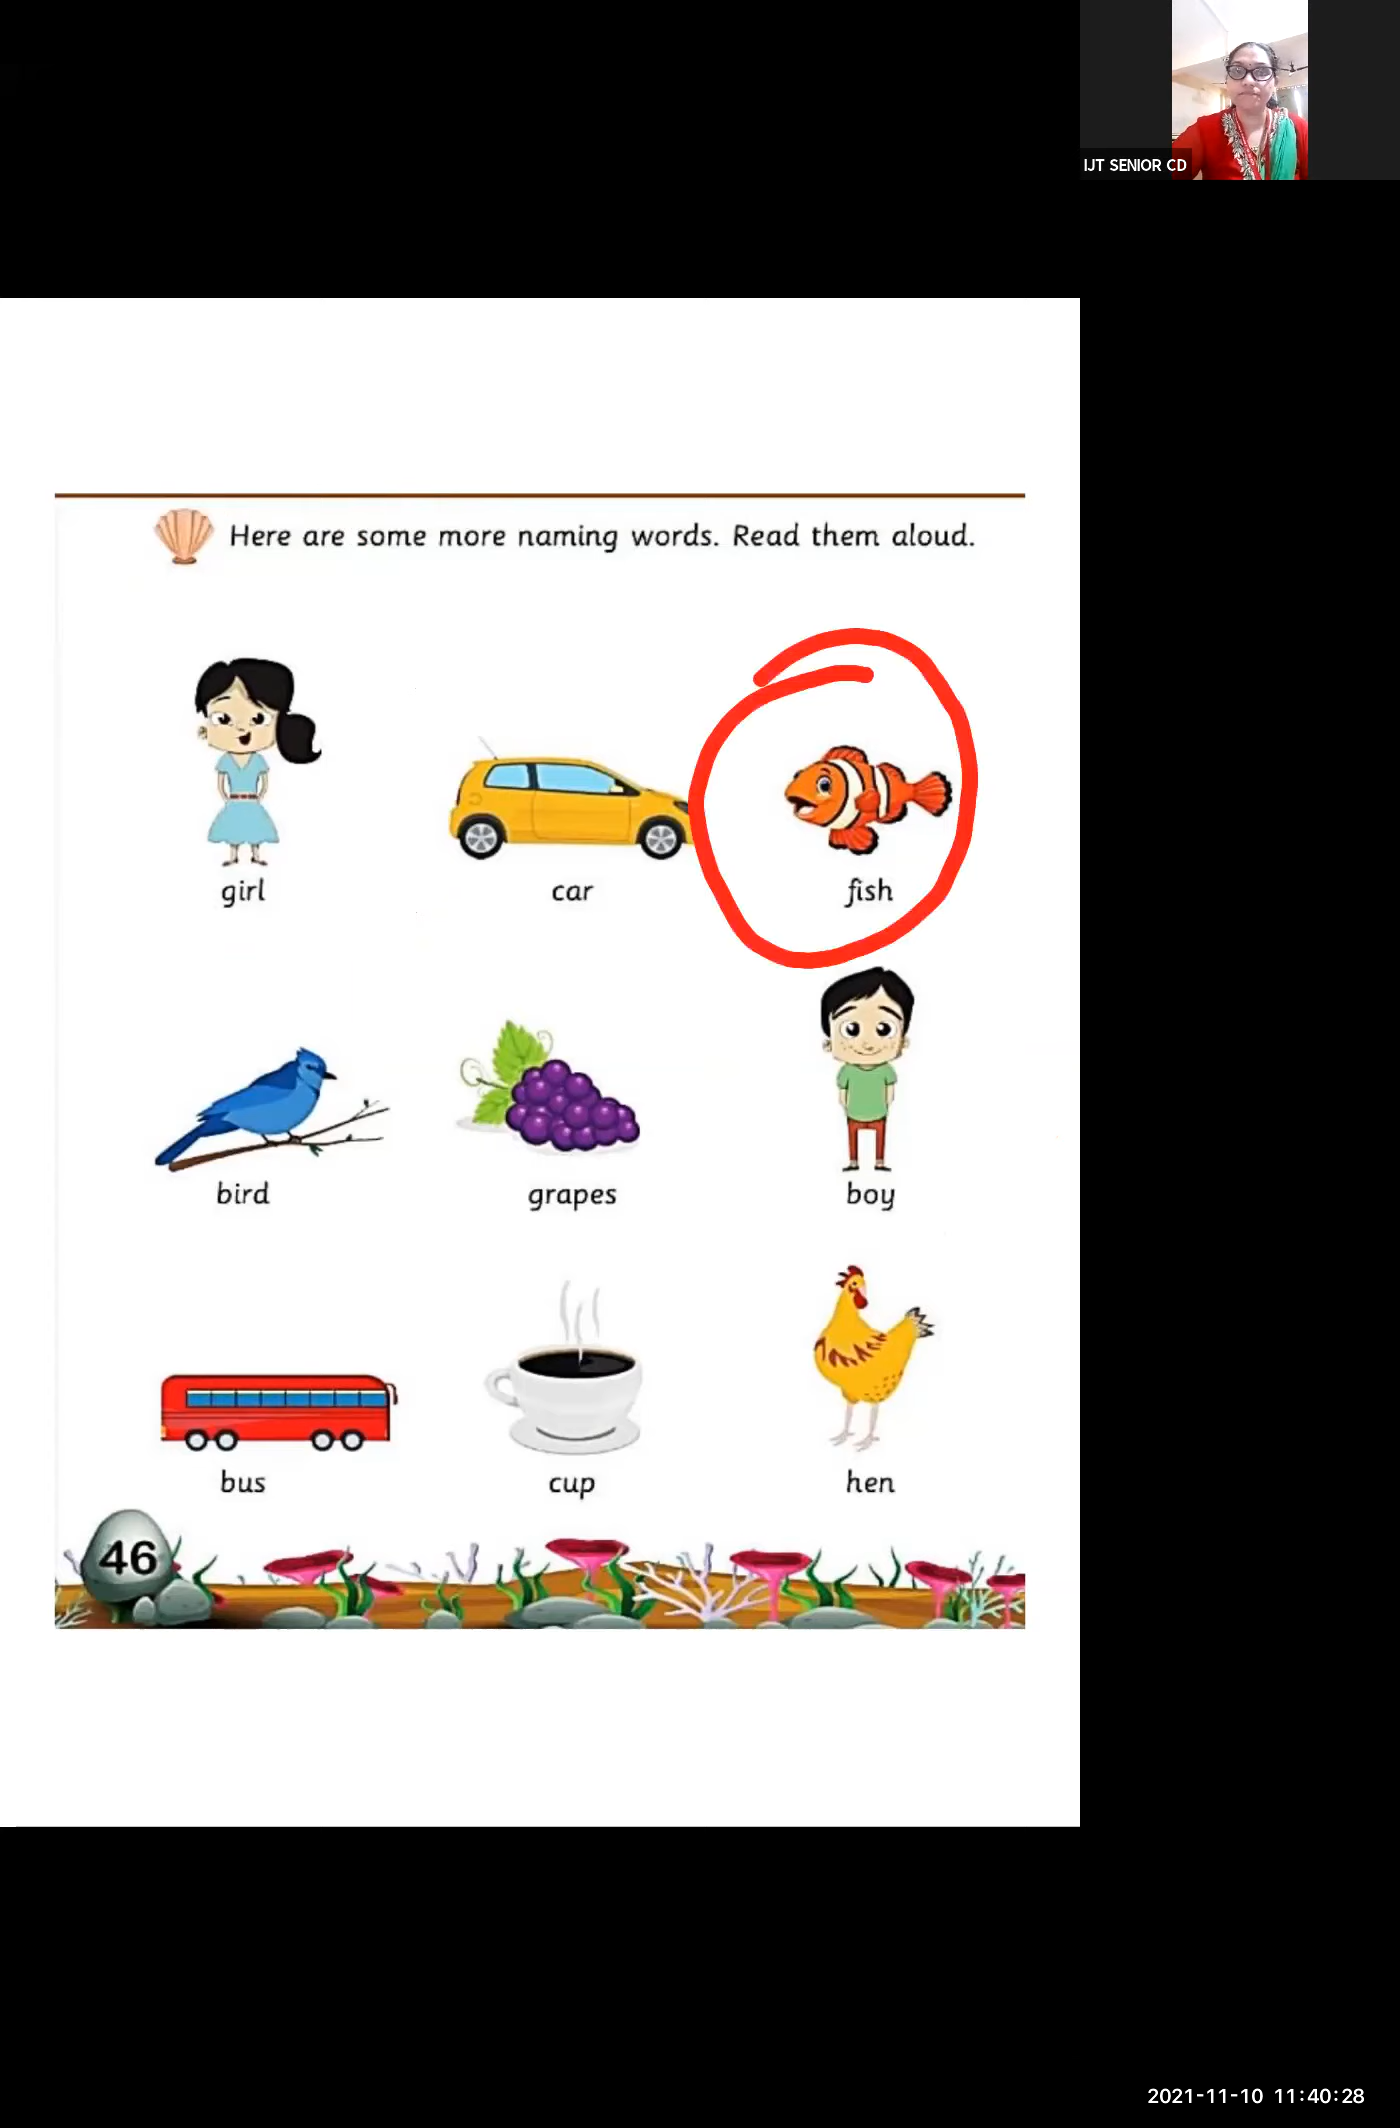 IJT SENIOR CD
Here are some more naming words. Read them aloud.
girl car fish
bird grapes boy
bus cup hen
46
2021-11-10 11:40:28